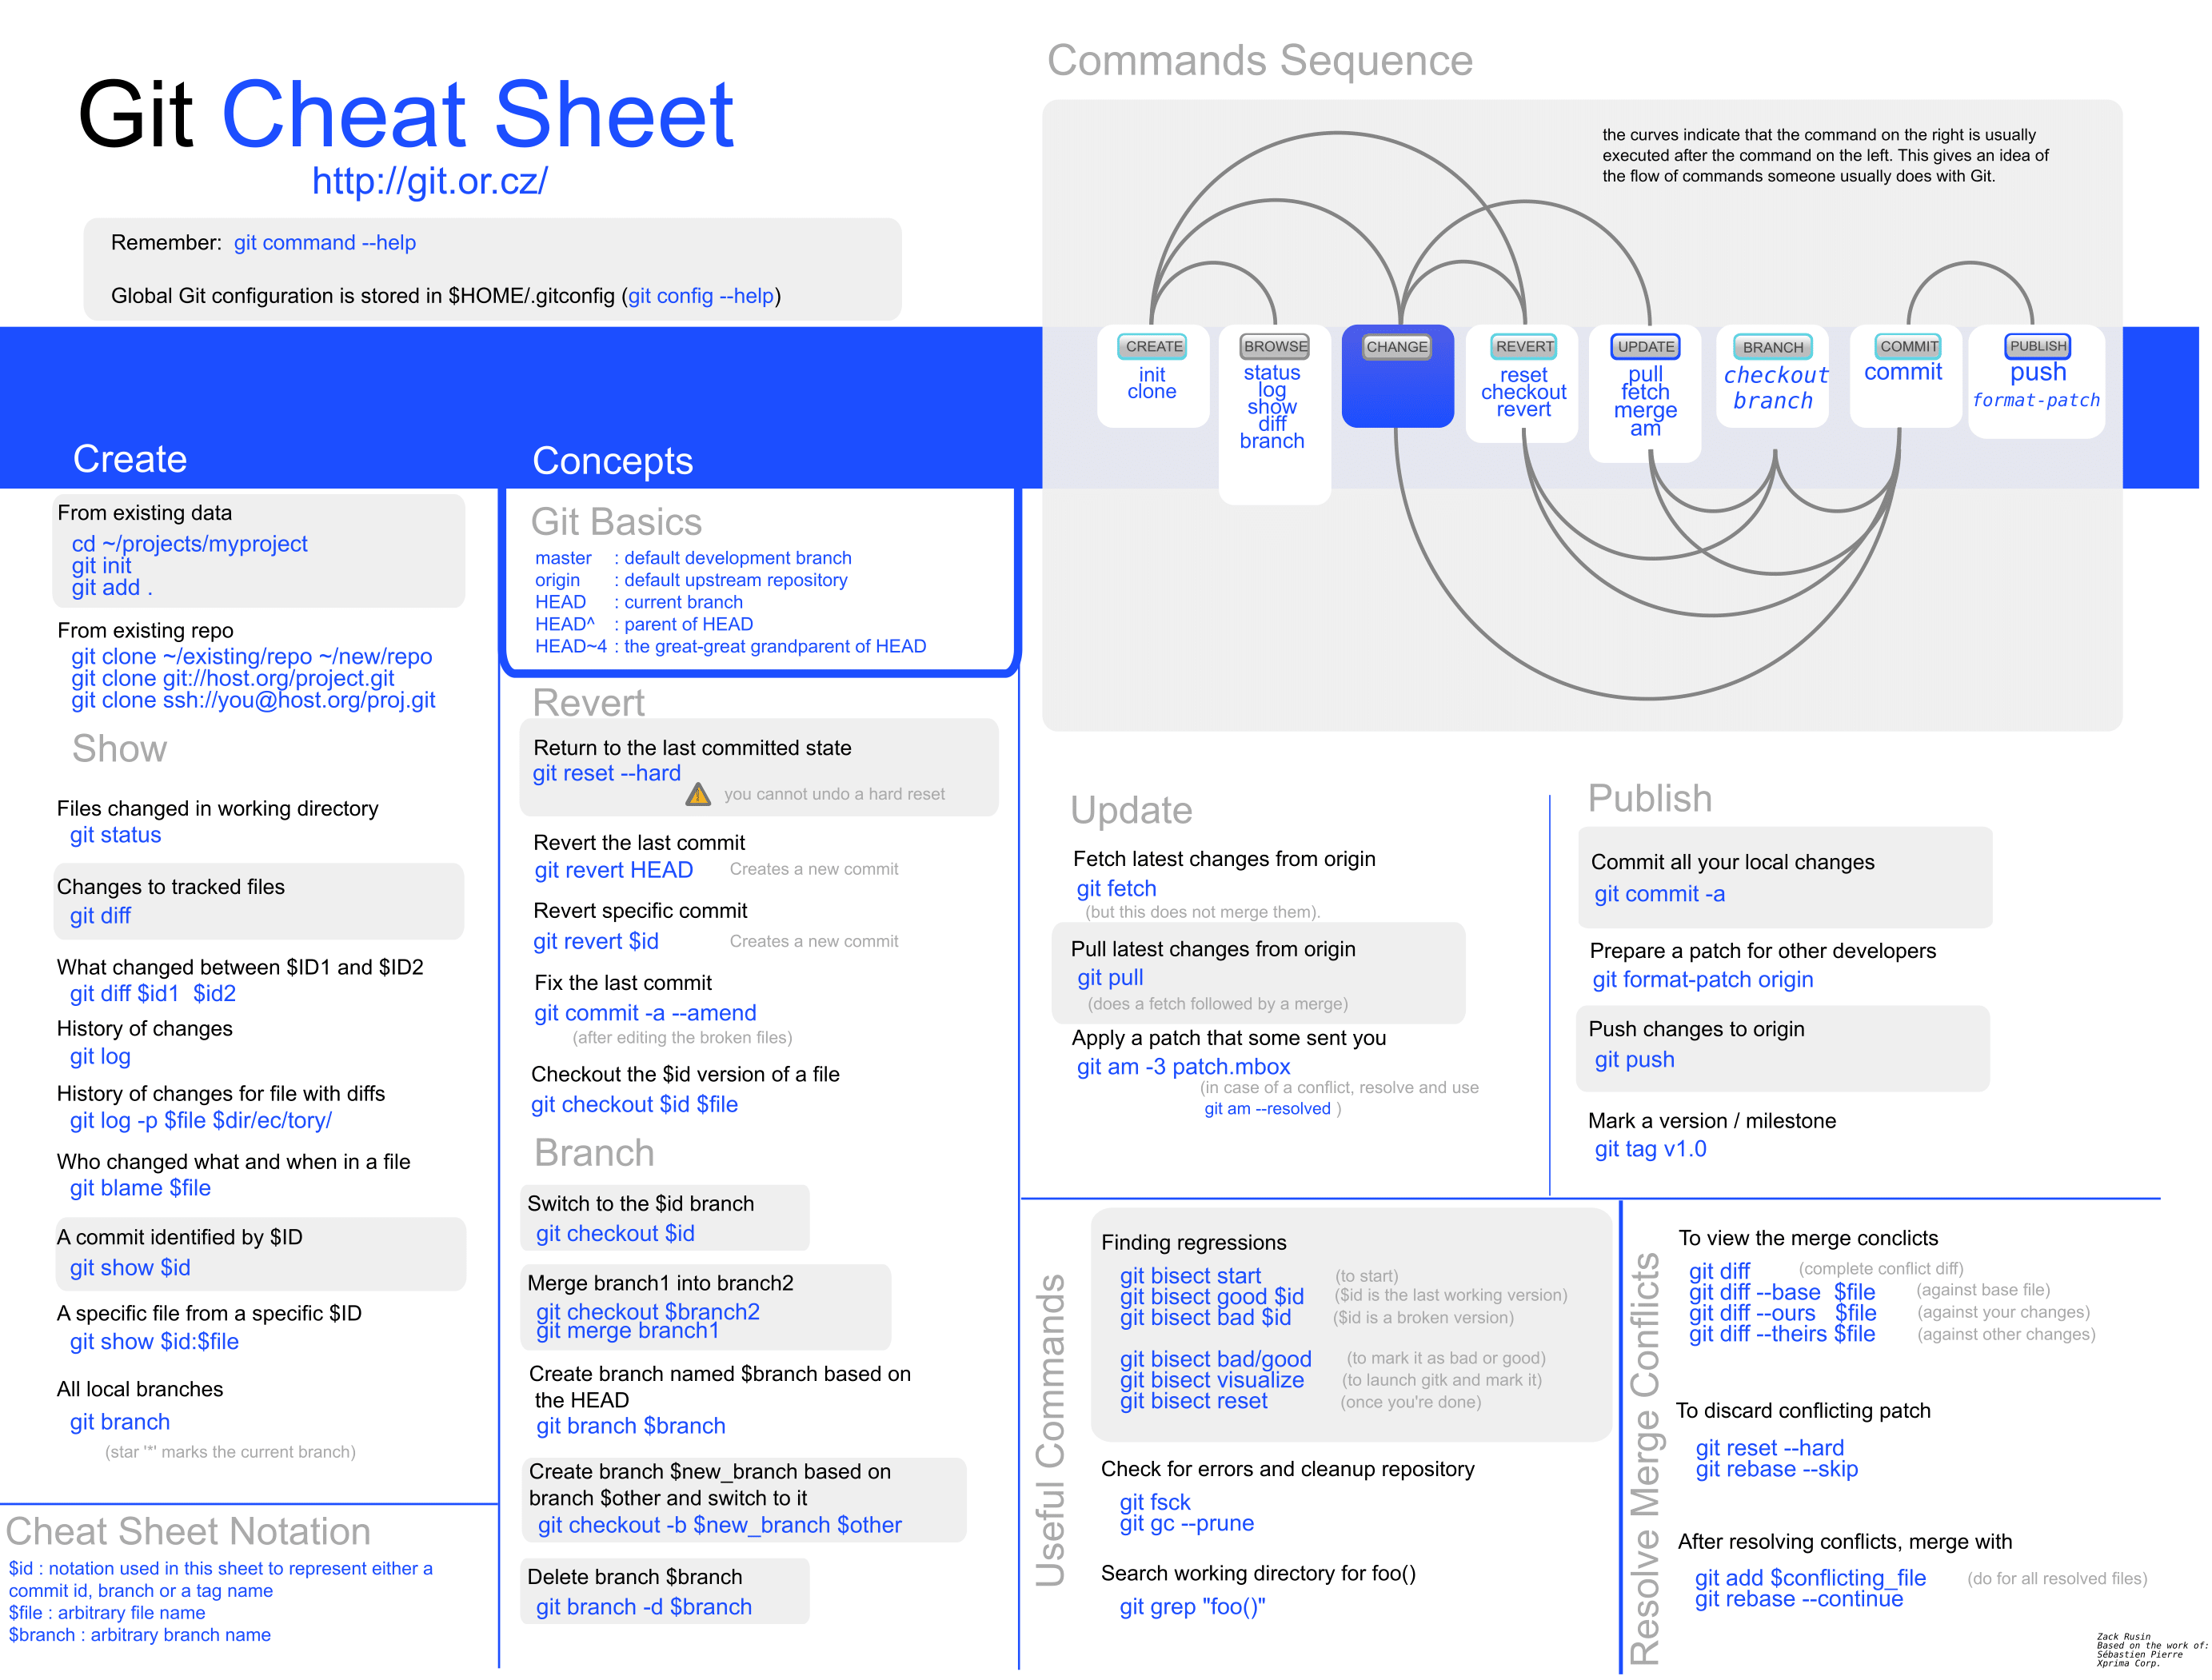 Git Cheat Sheet
http://git.or.cz/
Remember: git command --help
Global Git configuration is stored in $HOME/.gitconfig (git config --help)
Commands Sequence
the curves indicate that the command on the right is usually
executed after the command on the left. This gives an idea of
the flow of commands someone usually does with Git.
CREATE
init
clone
BROWSE
status
log
show
diff
branch
CHANGE
REVERT
reset
checkout
revert
UPDATE
pull
fetch
merge
am
BRANCH
checkout
branch
COMMIT
commit
PUBLISH
push
format-patch
Create
From existing data
cd ~/projects/myproject
git init
git add .
From existing repo
git clone ~/existing/repo ~/new/repo
git clone git://host.org/project.git
git clone ssh://you@host.org/proj.git
Show
Files changed in working directory
git status
Changes to tracked files
git diff
What changed between $ID1 and $ID2
git diff $id1 $id2
History of changes
git log
History of changes for file with diffs
git log -p $file $dir/ec/tory/
Who changed what and when in a file
git blame $file
A commit identified by $ID
git show $id
A specific file from a specific $ID
git show $id:$file
All local branches
git branch
(star '*' marks the current branch)
Cheat Sheet Notation
$id : notation used in this sheet to represent either a
commit id, branch or a tag name
$file : arbitrary file name
$branch : arbitrary branch name
Concepts
Git Basics
master : default development branch
origin : default upstream repository
HEAD : current branch
HEAD^ : parent of HEAD
HEAD~4 : the great-great grandparent of HEAD
Revert
Return to the last committed state
git reset --hard
you cannot undo a hard reset
Revert the last commit
git revert HEAD Creates a new commit
Revert specific commit
git revert $id Creates a new commit
Fix the last commit
git commit -a --amend
(after editing the broken files)
Checkout the $id version of a file
git checkout $id $file
Branch
Switch to the $id branch
git checkout $id
Merge branch1 into branch2
git checkout $branch2
git merge branch1
Create branch named $branch based on
the HEAD
git branch $branch
Create branch $new_branch based on
branch $other and switch to it
git checkout -b $new_branch $other
Delete branch $branch
git branch -d $branch
Update
Fetch latest changes from origin
git fetch
(but this does not merge them).
Pull latest changes from origin
git pull
(does a fetch followed by a merge)
Apply a patch that some sent you
git am -3 patch.mbox
(in case of a conflict, resolve and use
git am --resolved )
Publish
Commit all your local changes
git commit -a
Prepare a patch for other developers
git format-patch origin
Push changes to origin
git push
Mark a version / milestone
git tag v1.0
Useful Commands
Finding regressions
git bisect start (to start)
git bisect good $id ($id is the last working version)
git bisect bad $id ($id is a broken version)
git bisect bad/good (to mark it as bad or good)
git bisect visualize (to launch gitk and mark it)
git bisect reset (once you're done)
Check for errors and cleanup repository
git fsck
git gc --prune
Search working directory for foo()
git grep "foo()"
Resolve Merge Conflicts
To view the merge conclicts
git diff (complete conflict diff)
git diff --base $file (against base file)
git diff --ours $file (against your changes)
git diff --theirs $file (against other changes)
To discard conflicting patch
git reset --hard
git rebase --skip
After resolving conflicts, merge with
git add $conflicting_file (do for all resolved files)
git rebase --continue
Zack Rusin
Based on the work of:
Sébastien Pierre
Xprima Corp.